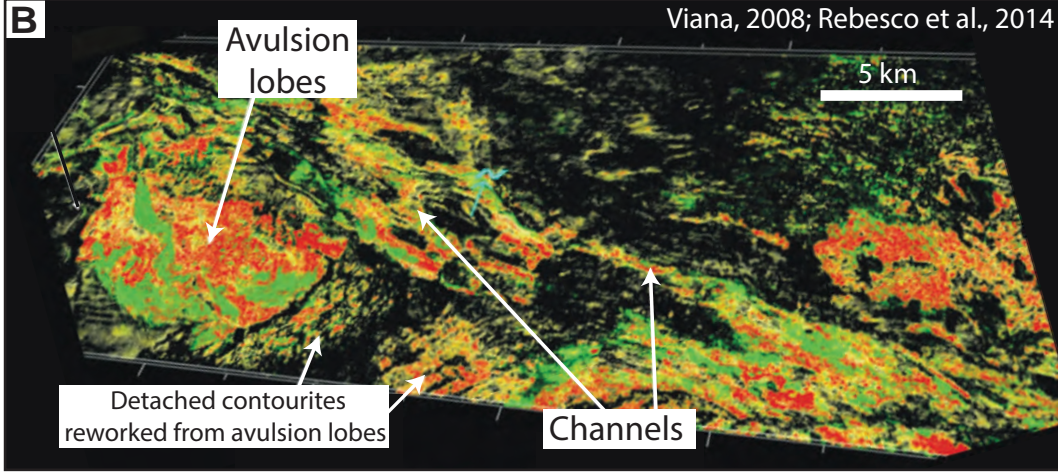 B
Viana, 2008; Rebesco et al., 2014
Avulsion
lobes
5 km
Detached contourites
reworked from avulsion lobes
Channels